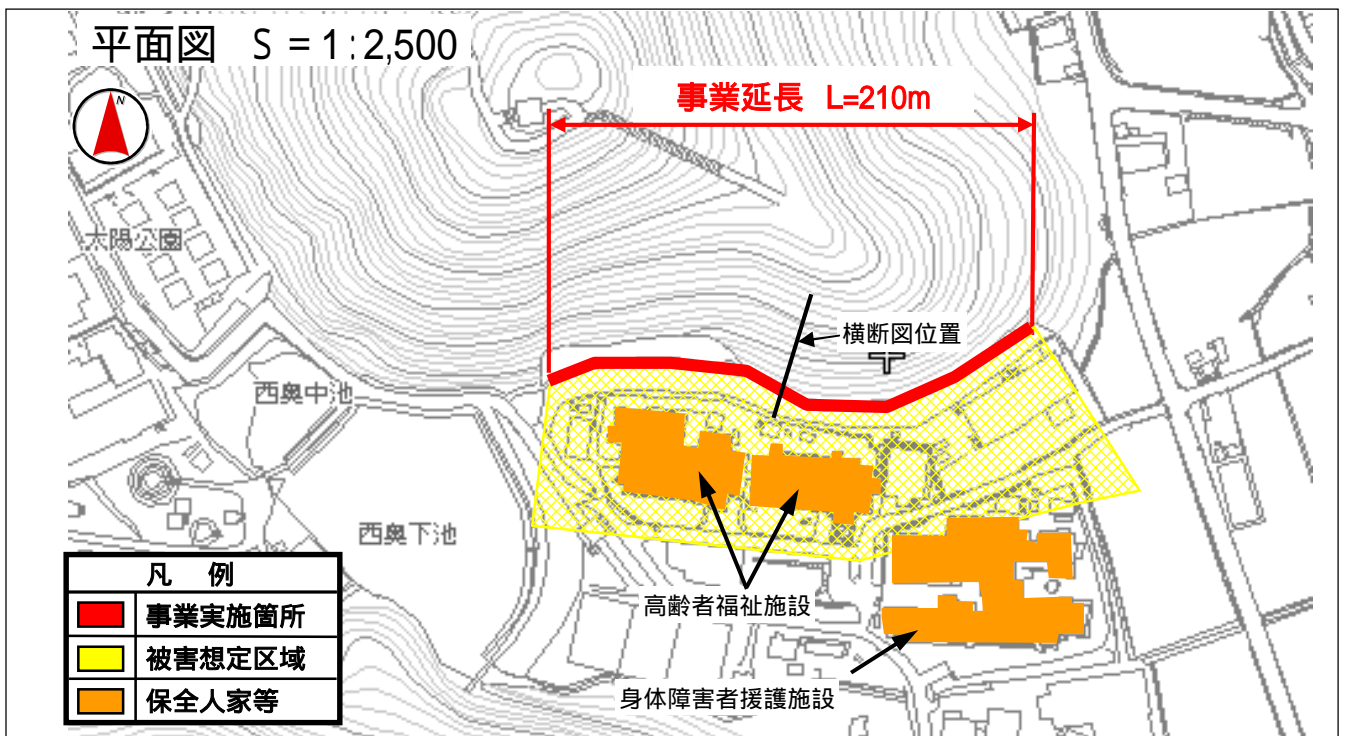 平面図 S = 1:2,500
N
事業延長 L=210m
太陽公園
横断図位置
西奥中池
西奥下池
高齢者福祉施設
身体障害者援護施設
凡 例
事業実施箇所
被害想定区域
保全人家等